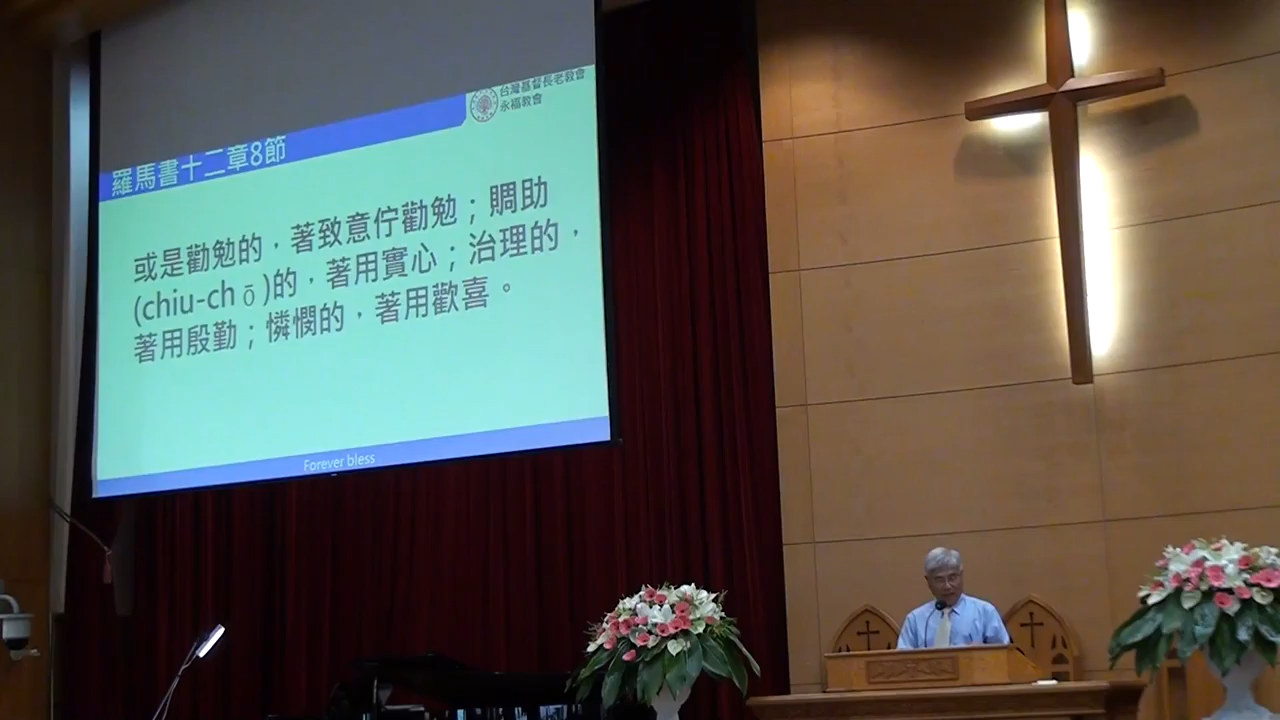 台灣基督長老教會
永福教會
羅馬書十二章8節
或是勸勉的，著致意佇勸勉；賙助
(chiu-chō)的，著用實心；治理的，
著用殷勤；憐憫的，著用歡喜。
Forever bless